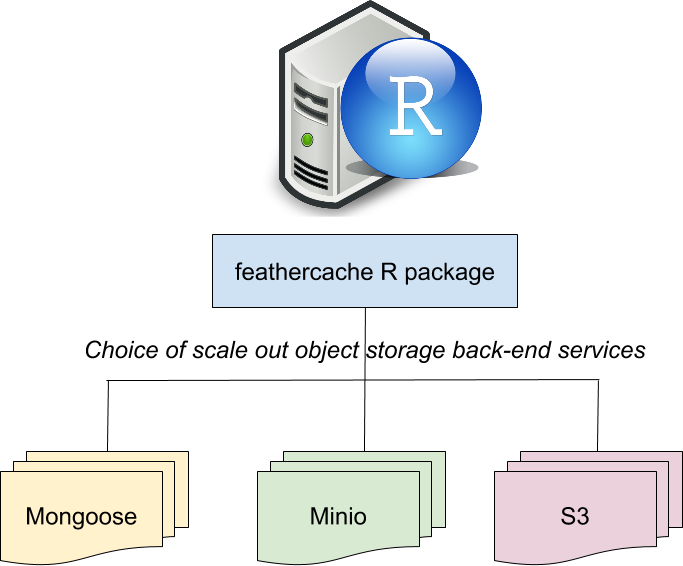 R
feathercache R package
Choice of scale out object storage back-end services
Mongoose
Minio
S3